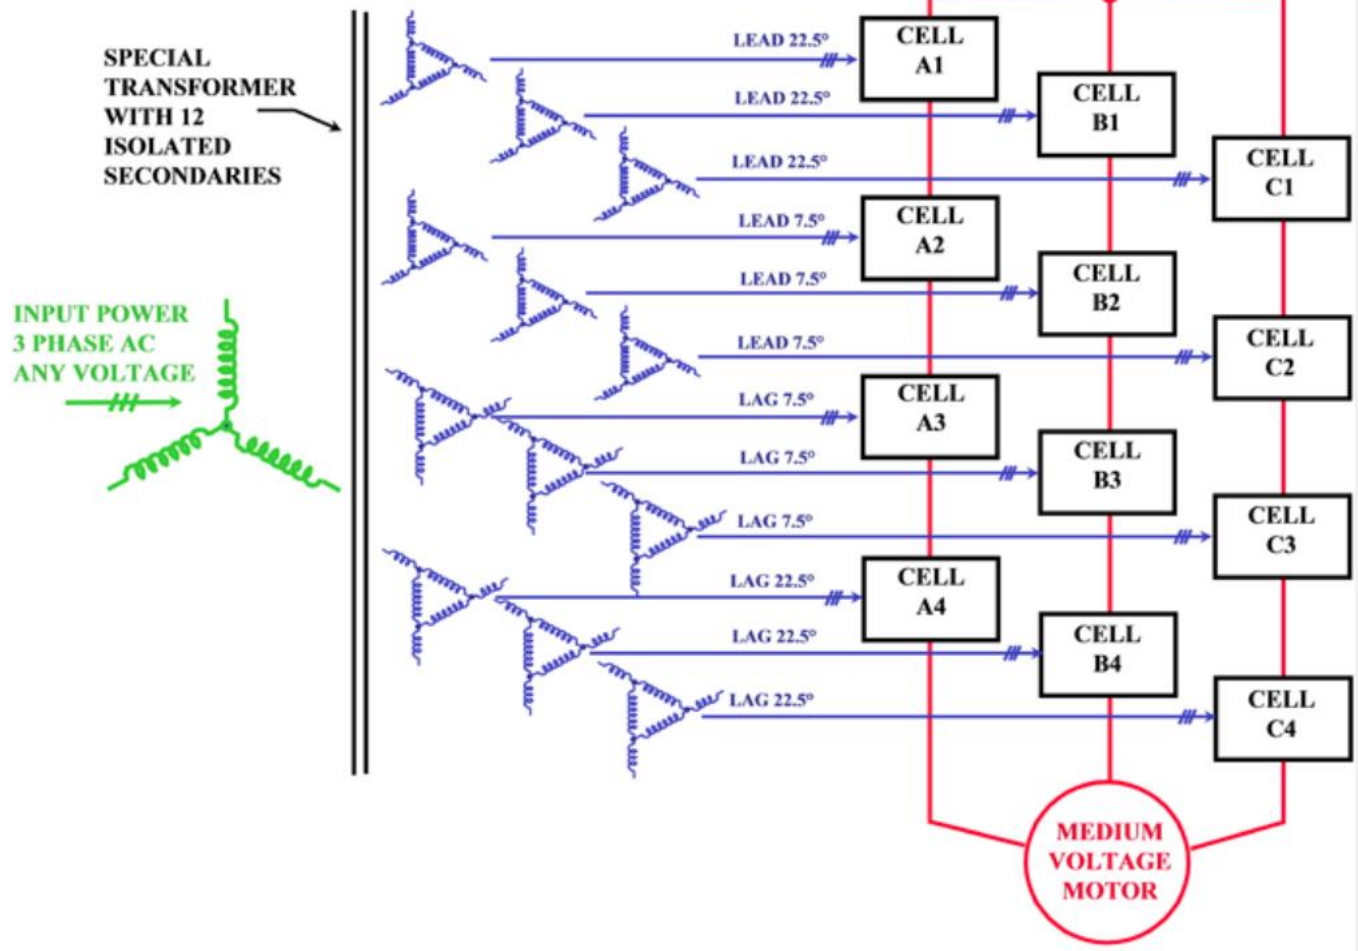 SPECIAL
TRANSFORMER
WITH 12
ISOLATED
SECONDARIES
INPUT POWER
3 PHASE AC
ANY VOLTAGE
LEAD 22.5°
CELL
A1
LEAD 22.5°
CELL
B1
LEAD 22.5°
CELL
C1
LEAD 7.5°
CELL
A2
LEAD 7.5°
CELL
B2
LEAD 7.5°
CELL
C2
LAG 7.5°
CELL
A3
LAG 7.5°
CELL
B3
LAG 7.5°
CELL
C3
LAG 22.5°
CELL
A4
LAG 22.5°
CELL
B4
LAG 22.5°
CELL
C4
MEDIUM
VOLTAGE
MOTOR